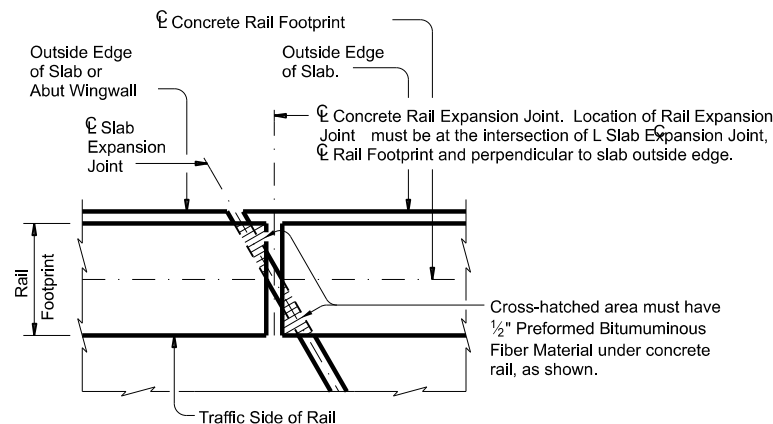 ℄ Concrete Rail Footprint
Outside Edge
of Slab or
Abut Wingwall
Outside Edge
of Slab.
℄ Slab
Expansion
Joint
℄ Concrete Rail Expansion Joint. Location of Rail Expansion
Joint must be at the intersection of L Slab Ex℄pansion Joint,
℄ Rail Footprint and perpendicular to slab outside edge.
Rail
Footprint
Cross-hatched area must have
½" Preformed Bitumuminous
Fiber Material under concrete
rail, as shown.
Traffic Side of Rail